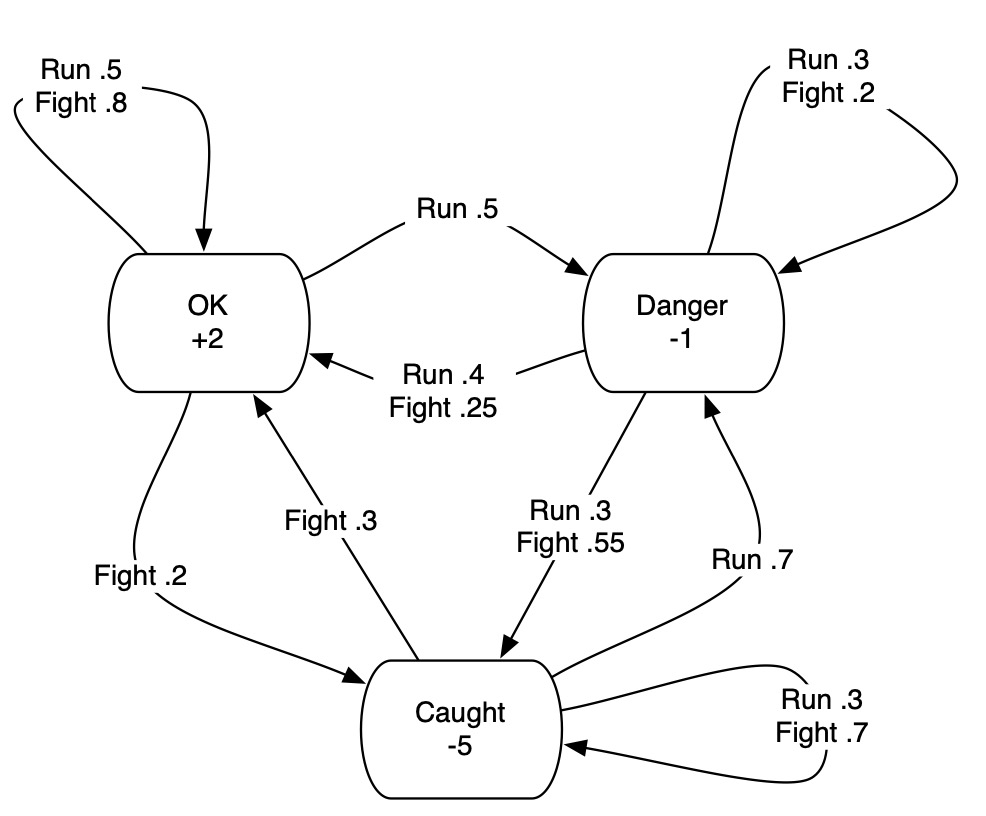 Run .5
Fight .8
Run .3
Fight .2
Run .5
OK
+2
Danger
-1
Run .4
Fight .25
Fight .3
Run .3
Fight .55
Run .7
Fight .2
Caught
-5
Run .3
Fight .7